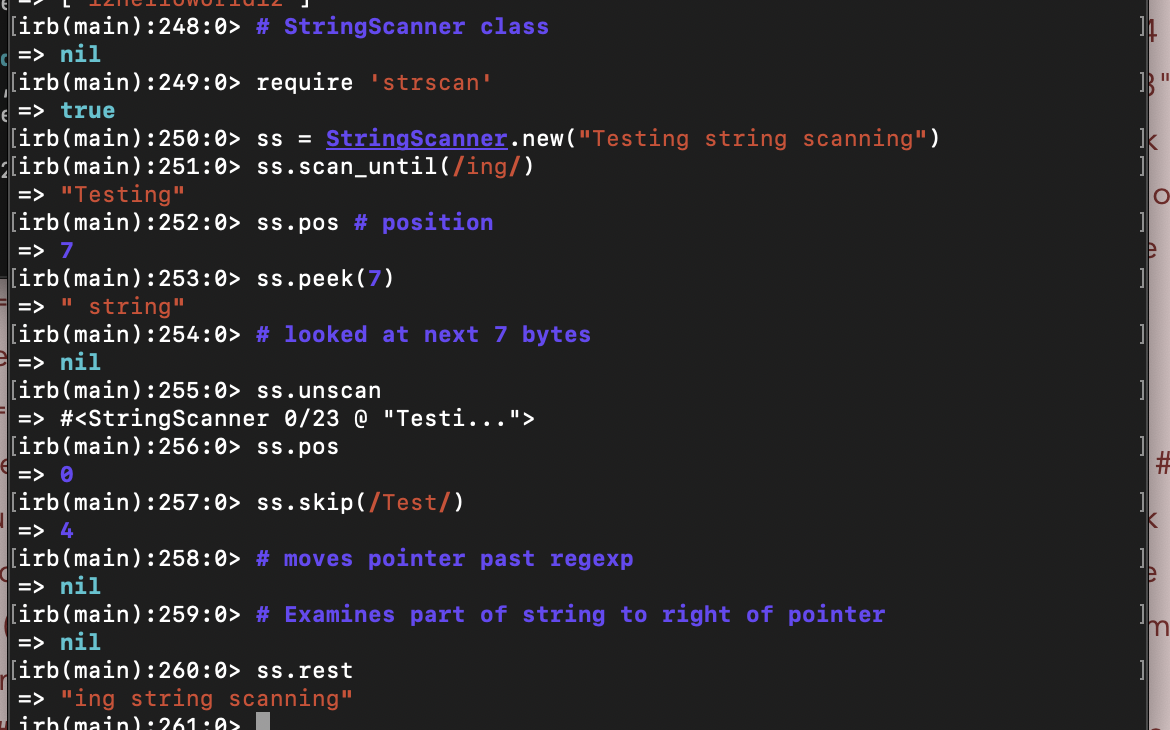 => ["12helloworld12"]
[irb(main):248:0> # StringScanner class ]
=> nil
[irb(main):249:0> require 'strscan' ]
=> true
[irb(main):250:0> ss = StringScanner.new("Testing string scanning") ]
[irb(main):251:0> ss.scan_until(/ing/) ]
=> "Testing"
[irb(main):252:0> ss.pos # position ]
=> 7
[irb(main):253:0> ss.peek(7) ]
=> " string"
[irb(main):254:0> # looked at next 7 bytes ]
=> nil
[irb(main):255:0> ss.unscan ]
=> #<StringScanner 0/23 @ "Testi...">
[irb(main):256:0> ss.pos ]
=> 0
[irb(main):257:0> ss.skip(/Test/) ]
=> 4
[irb(main):258:0> # moves pointer past regexp ]
=> nil
[irb(main):259:0> # Examines part of string to right of pointer ]
=> nil
[irb(main):260:0> ss.rest ]
=> "ing string scanning"
irb(main):261:0>